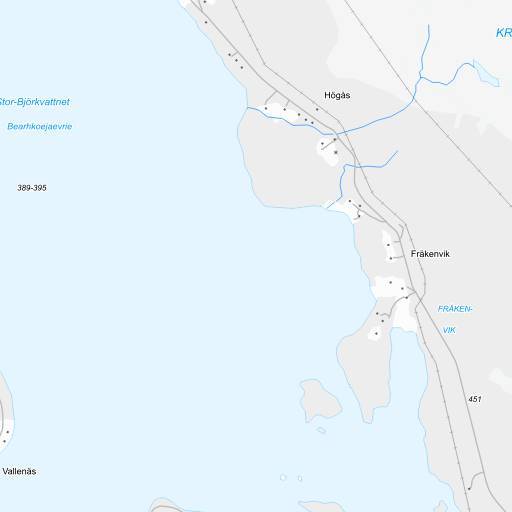 KR
Högås
Stor-Björkvattnet
Bearhkoejaevrie
389-395
Fräkenvik
FRÄKEN-
VIK
451
Vallenäs